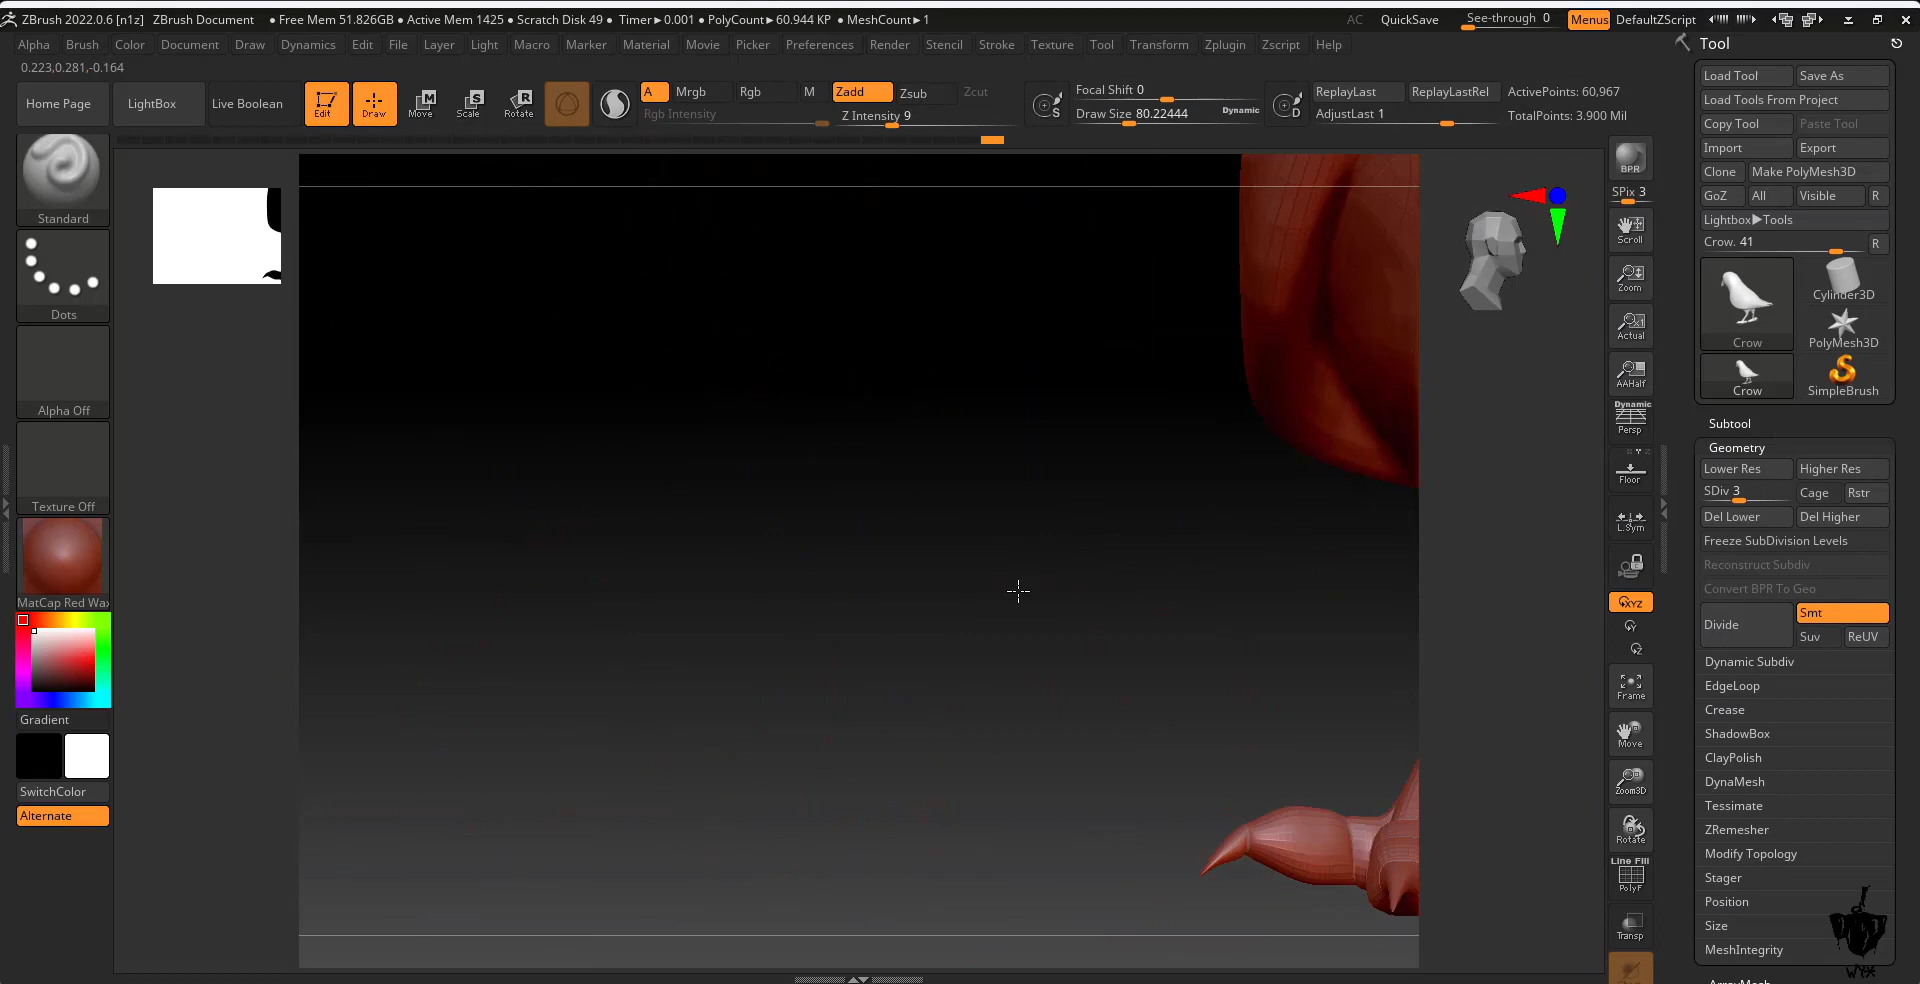 ZBrush 2022.0.6 [n1z] ZBrush Document • Free Mem 51.826GB • Active Mem 1425 • Scratch Disk 49 • Timer▶0.001 • PolyCount▶60.944 KP • MeshCount▶1 AC QuickSave See-through 0 Menus DefaultZScript
Alpha Brush Color Document Draw Dynamics Edit File Layer Light Macro Marker Material Movie Picker Preferences Render Stencil Stroke Texture Tool Transform Zplugin Zscript Help
0.223,0.281,-0.164
Home Page LightBox Live Boolean Edit Draw Move Scale Rotate
M S R
A Mrgb Rgb M Zadd Zsub Zcut
Rgb Intensity Z Intensity 9
S Focal Shift 0
Draw Size 80.22444 Dynamic
D ReplayLast ReplayLastRel ActivePoints: 60,967
AdjustLast 1 TotalPoints: 3.900 Mil
Standard
Dots
Alpha Off
Texture Off
MatCap Red Wax
Gradient
SwitchColor
Alternate
BPR
SPix 3
Scroll
Zoom
Actual
AAHalf
Dynamic
Persp
Floor
L.Sym
XYZ
Y
Z
Frame
Move
Zoom3D
Rotate
Line Fill
PolyF
Transp
Tool
Load Tool Save As
Load Tools From Project
Copy Tool Paste Tool
Import Export
Clone Make PolyMesh3D
GoZ All Visible R
Lightbox▶Tools
Crow. 41 R
Crow Cylinder3D
PolyMesh3D
Crow SimpleBrush
Subtool
Geometry
Lower Res Higher Res
SDiv 3 Cage Rstr
Del Lower Del Higher
Freeze SubDivision Levels
Reconstruct Subdiv
Convert BPR To Geo
Divide Smt
Suv ReUV
Dynamic Subdiv
EdgeLoop
Crease
ShadowBox
ClayPolish
DynaMesh
Tessimate
ZRemesher
Modify Topology
Stager
Position
Size
MeshIntegrity